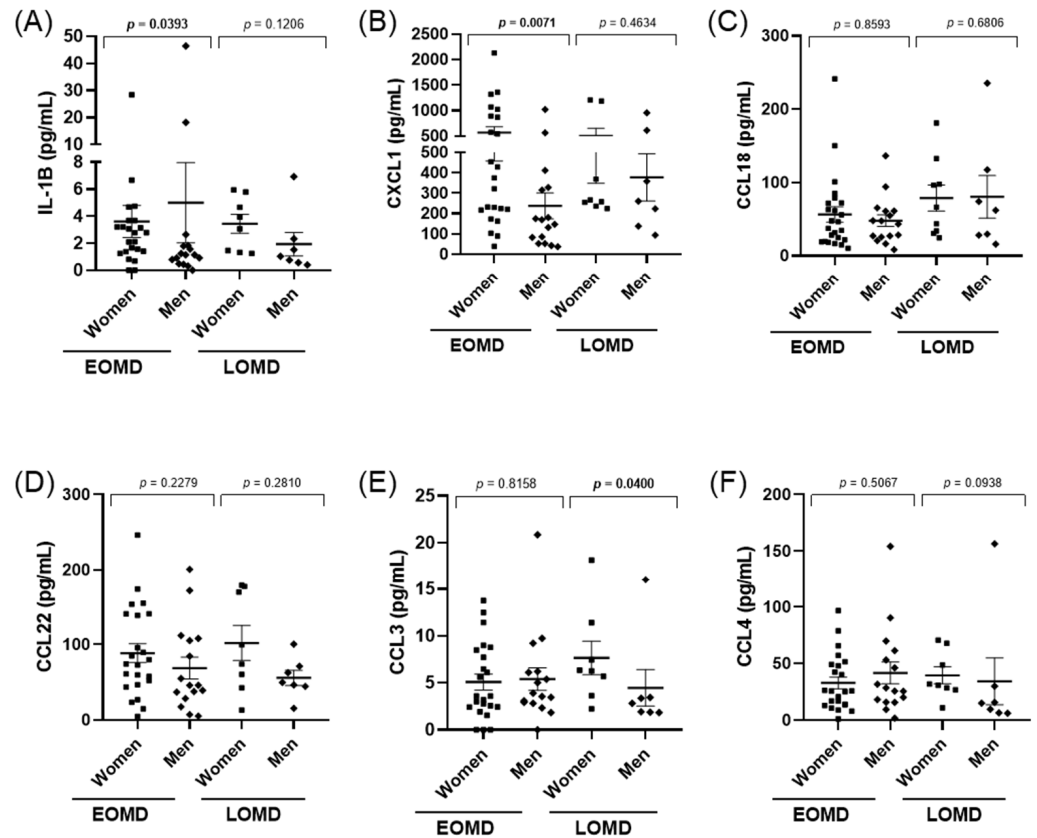 (A)
p = 0.0393
p = 0.1206
IL-1B (pg/mL)
50
40
30
20
10
8
6
4
2
0
Women
Men
Women
Men
EOMD
LOMD
(B)
p = 0.0071
p = 0.4634
CXCL1 (pg/mL)
2500
2000
1500
1000
500
500
400
300
200
100
0
Women
Men
Women
Men
EOMD
LOMD
(C)
p = 0.8593
p = 0.6806
CCL18 (pg/mL)
300
200
100
0
Women
Men
Women
Men
EOMD
LOMD
(D)
p = 0.2279
p = 0.2810
CCL22 (pg/mL)
300
200
100
0
Women
Men
Women
Men
EOMD
LOMD
(E)
p = 0.8158
p = 0.0400
CCL3 (pg/mL)
25
20
15
10
5
0
Women
Men
Women
Men
EOMD
LOMD
(F)
p = 0.5067
p = 0.0938
CCL4 (pg/mL)
200
150
100
50
0
Women
Men
Women
Men
EOMD
LOMD